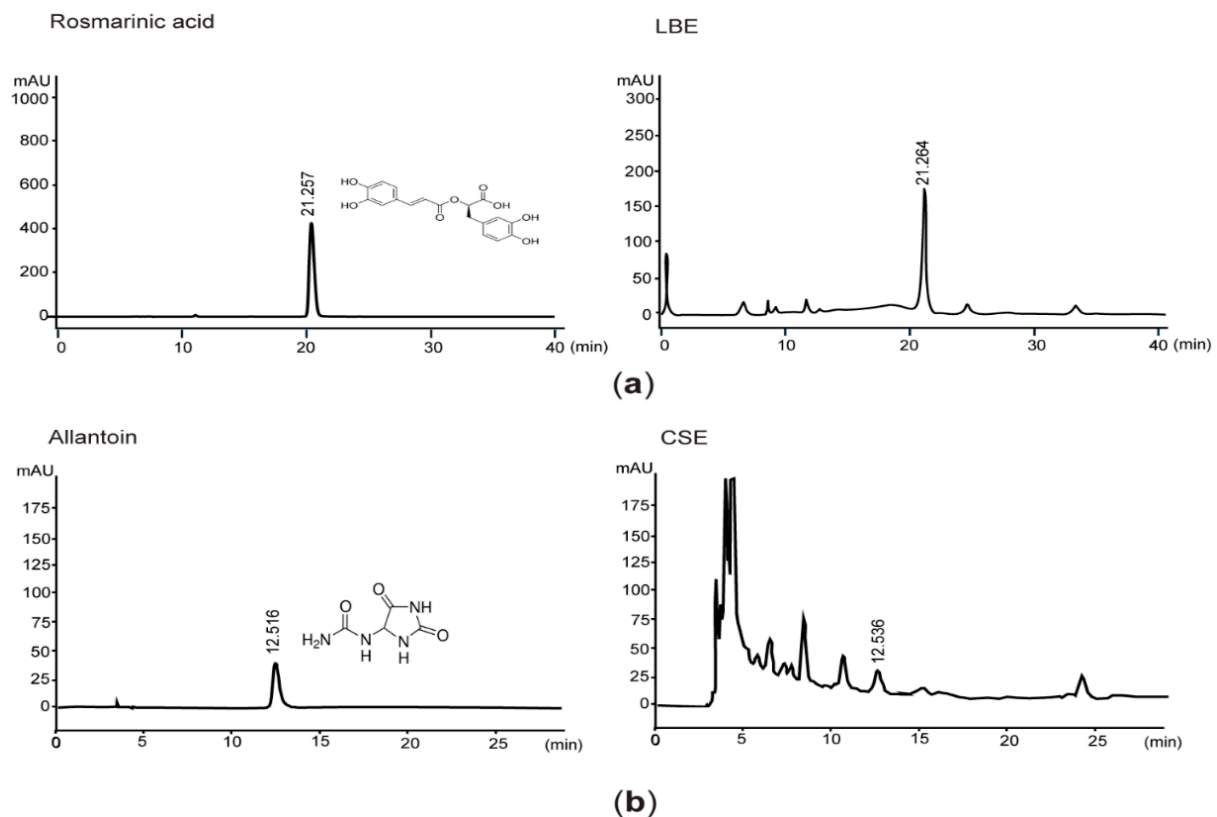 Rosmarinic acid
mAU
1000
800
600
400
200
0
21.257
HO
HO
O
O
O
OH
OH
OH
0 10 20 30 40 (min)
LBE
mAU
300
250
200
150
100
50
0
21.264
0 10 20 30 40 (min)
(a)
Allantoin
mAU
175
150
125
100
75
50
25
0
12.516
O
H₂N
N
H
O
NH
N
H
O
0 5 10 15 20 25 (min)
CSE
mAU
175
150
125
100
75
50
25
0
12.536
0 5 10 15 20 25 (min)
(b)